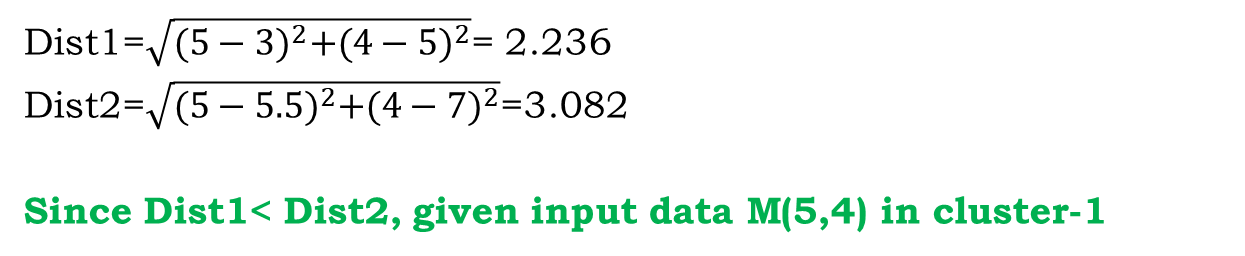 Dist1=√(5 − 3)²+(4 − 5)²= 2.236
Dist2=√(5 − 5.5)²+(4 − 7)²=3.082
Since Dist1< Dist2, given input data M(5,4) in cluster-1